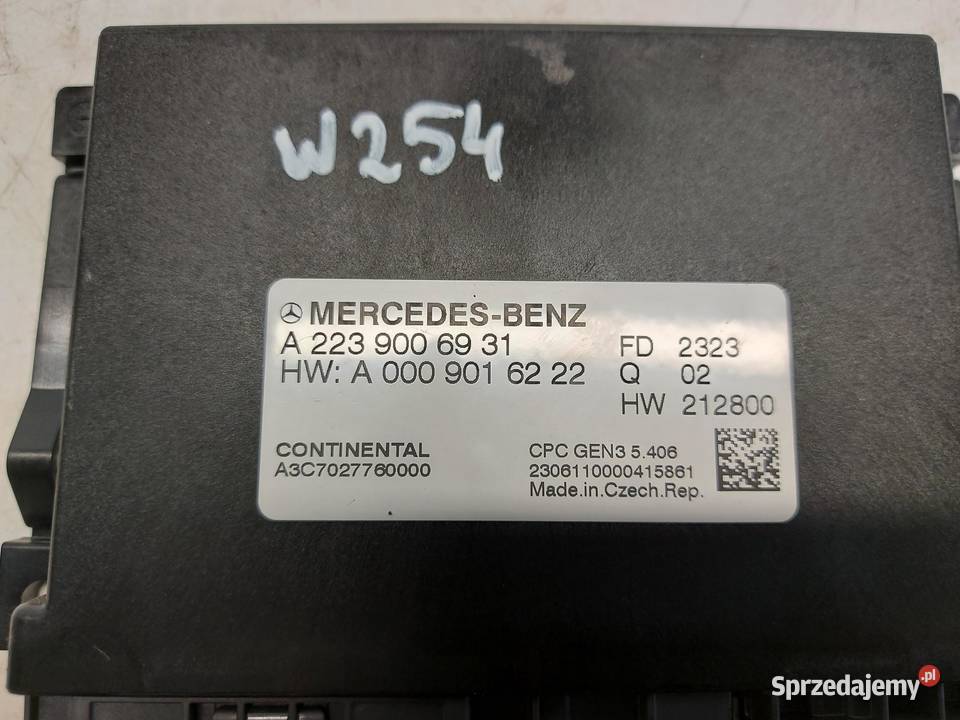 W254
MERCEDES-BENZ
A 223 900 69 31
HW: A 000 901 62 22
FD 2323
Q 02
HW 212800
CONTINENTAL
A3C7027760000
CPC GEN3 5.406
2306110000415861
Made.in.Czech.Rep.
Sprzedajemy.pl